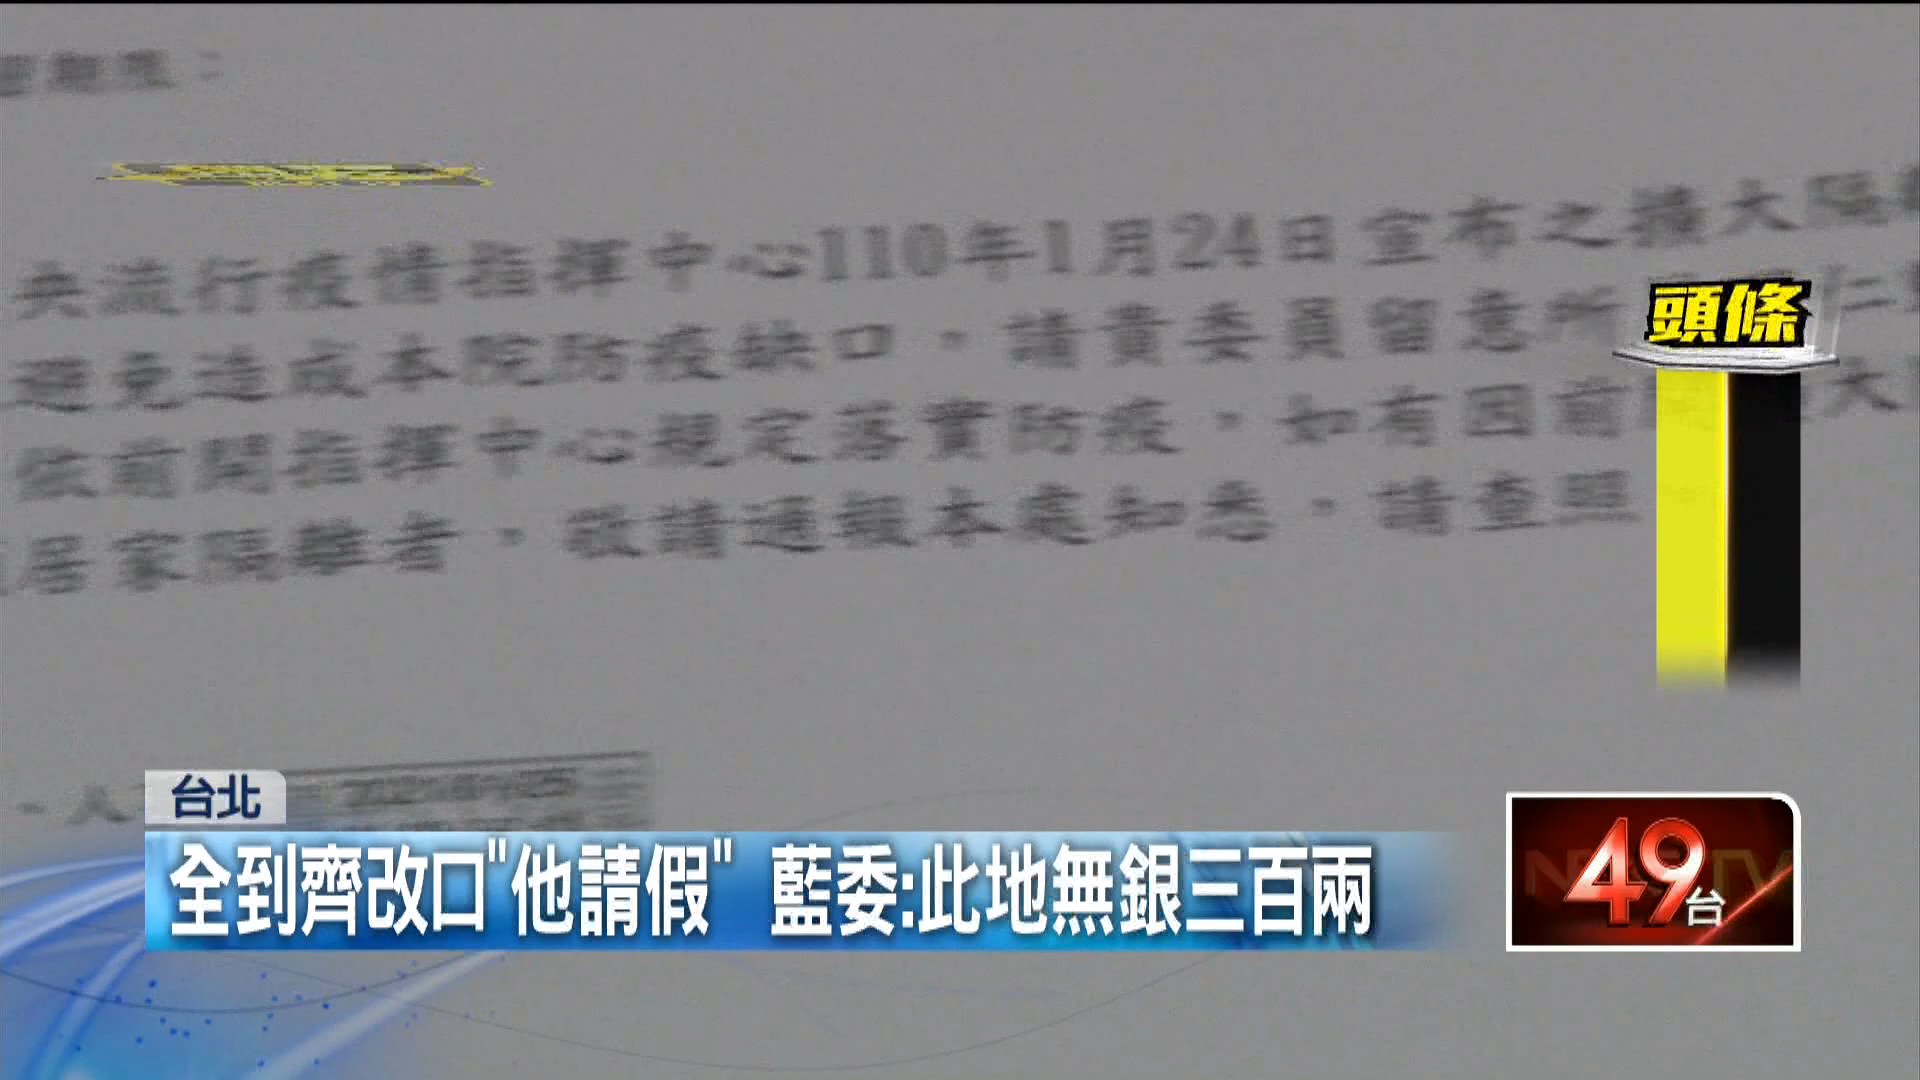 央流行疫情指揮中心110年1月24日宣布之擴大隔
避免造成本院防疫缺口，請貴委員留意所
依前開指揮中心規定落實防疫，如有因前
居家隔離者，敬請通報本處知悉，請查照
頭條
台北
全到齊改口"他請假" 藍委:此地無銀三百兩
49台